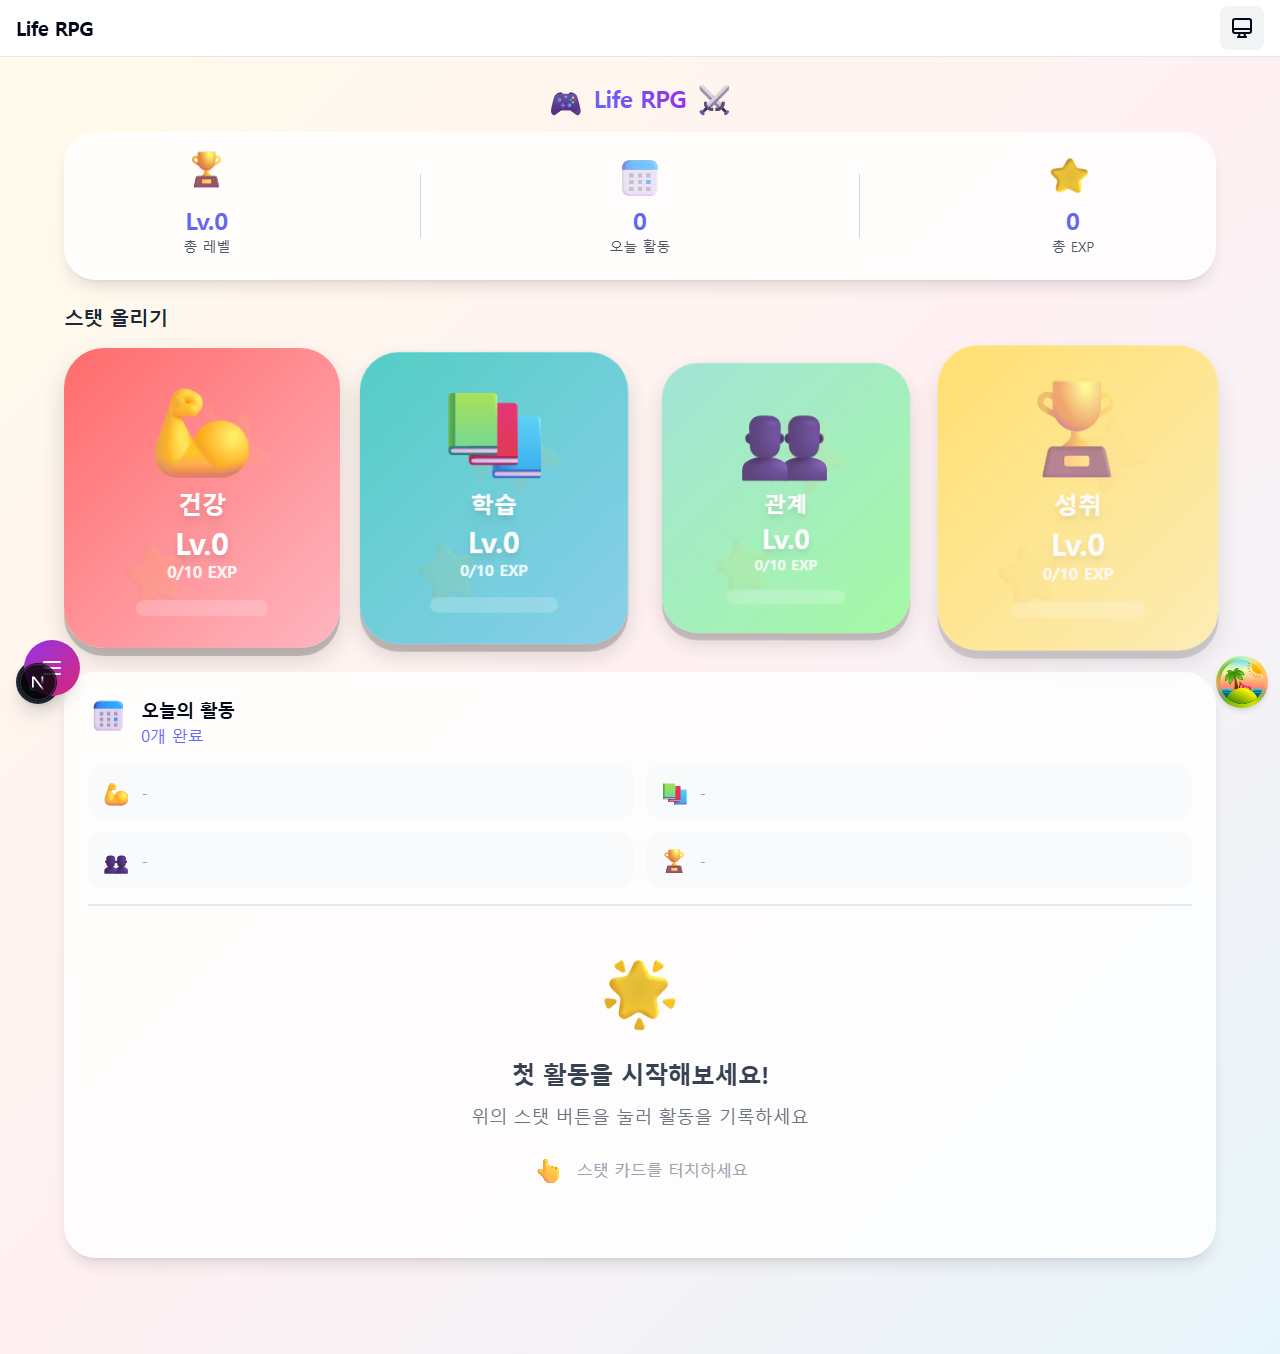 Life RPG
Life RPG
Lv.0
총 레벨
0
오늘 활동
0
총 EXP
스탯 올리기
건강
Lv.0
0/10 EXP
학습
Lv.0
0/10 EXP
관계
Lv.0
0/10 EXP
성취
Lv.0
0/10 EXP
N
오늘의 활동
0개 완료
-
-
-
-
첫 활동을 시작해보세요!
위의 스탯 버튼을 눌러 활동을 기록하세요
스탯 카드를 터치하세요